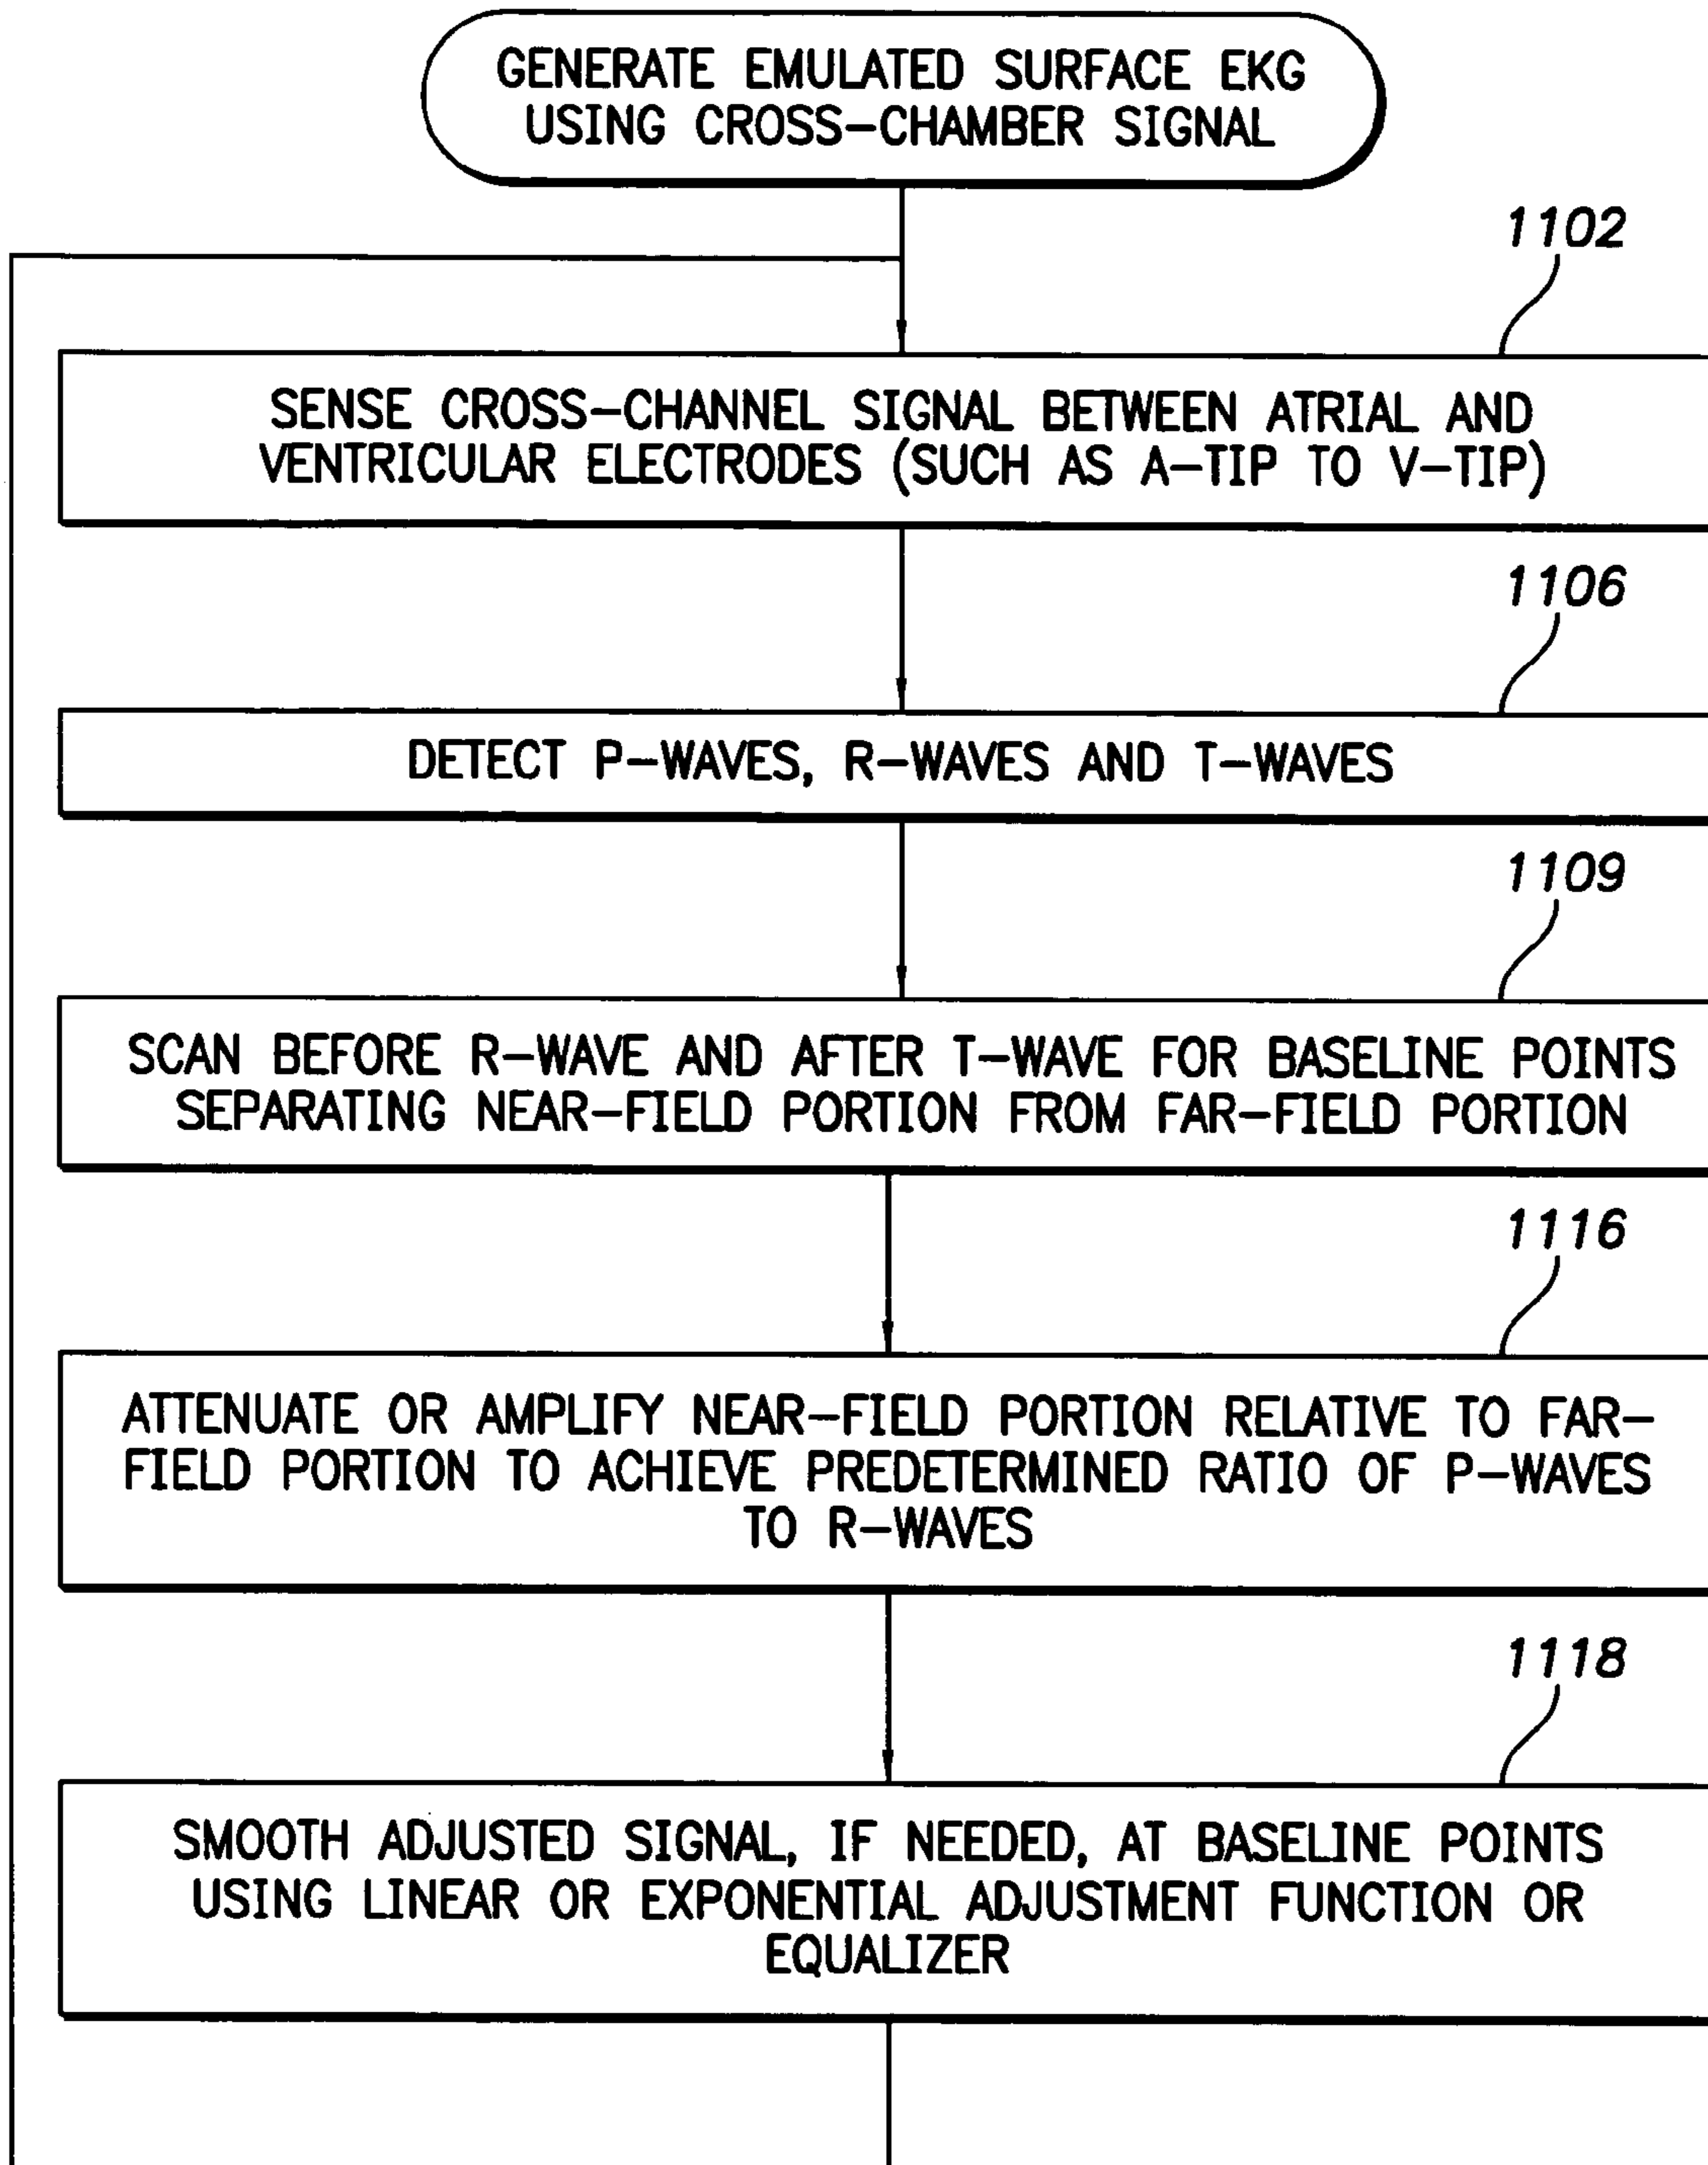 GENERATE EMULATED SURFACE EKG
USING CROSS-CHAMBER SIGNAL
1102
SENSE CROSS-CHANNEL SIGNAL BETWEEN ATRIAL AND
VENTRICULAR ELECTRODES (SUCH AS A-TIP TO V-TIP)
1106
DETECT P-WAVES, R-WAVES AND T-WAVES
1109
SCAN BEFORE R-WAVE AND AFTER T-WAVE FOR BASELINE POINTS
SEPARATING NEAR-FIELD PORTION FROM FAR-FIELD PORTION
1116
ATTENUATE OR AMPLIFY NEAR-FIELD PORTION RELATIVE TO FAR-
FIELD PORTION TO ACHIEVE PREDETERMINED RATIO OF P-WAVES
TO R-WAVES
1118
SMOOTH ADJUSTED SIGNAL, IF NEEDED, AT BASELINE POINTS
USING LINEAR OR EXPONENTIAL ADJUSTMENT FUNCTION OR
EQUALIZER